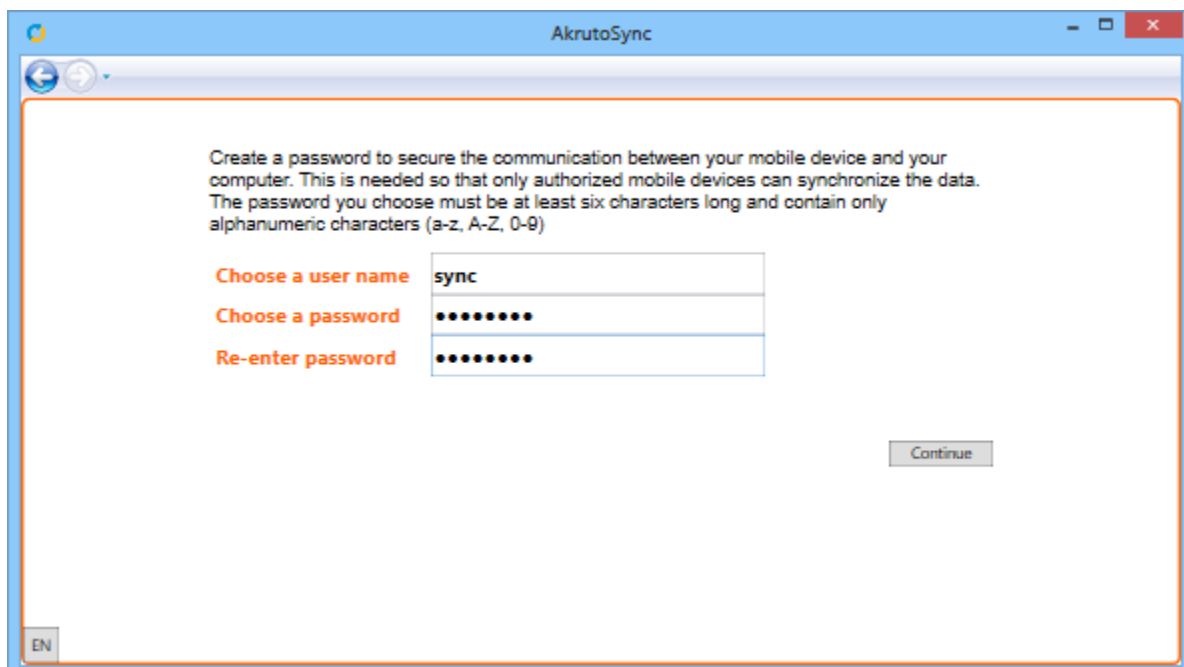 AkrutoSync
Create a password to secure the communication between your mobile device and your
computer. This is needed so that only authorized mobile devices can synchronize the data.
The password you choose must be at least six characters long and contain only
alphanumeric characters (a-z, A-Z, 0-9)
Choose a user name sync
Choose a password ●●●●●●●●
Re-enter password ●●●●●●●●
Continue
EN